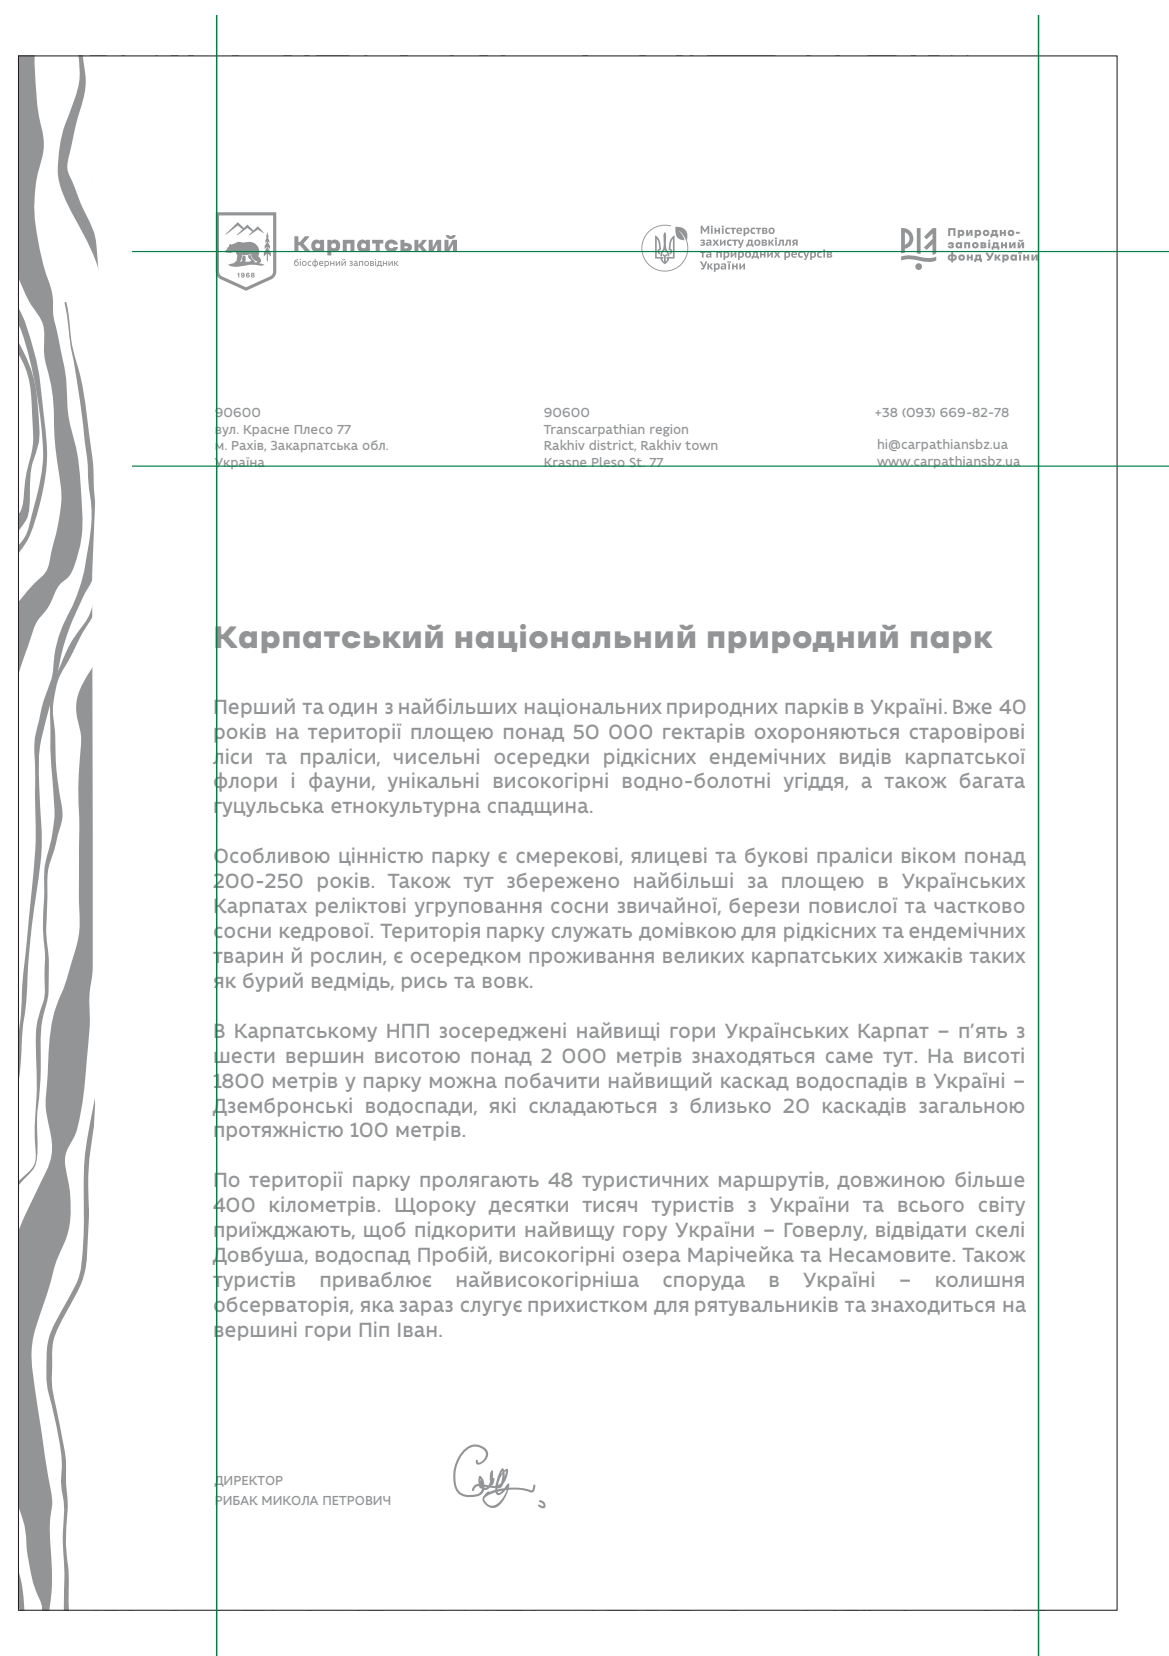 Карпатський
біосферний заповідник
1968
Міністерство
захисту довкілля
та природних ресурсів
України
Природно-
заповідний
фонд України
90600
вул. Красне Плесо 77
м. Рахів, Закарпатська обл.
Україна
90600
Transcarpathian region
Rakhiv district, Rakhiv town
Krasne Pleso St. 77
+38 (093) 669-82-78
hi@carpathiansbz.ua
www.carpathiansbz.ua
Карпатський національний природний парк
Перший та один з найбільших національних природних парків в Україні. Вже 40
років на території площею понад 50 000 гектарів охороняються старовірові
ліси та праліси, чисельні осередки рідкісних ендемічних видів карпатської
флори і фауни, унікальні високогірні водно-болотні угіддя, а також багата
гуцульська етнокультурна спадщина.
Особливою цінністю парку є смерекові, ялицеві та букові праліси віком понад
200-250 років. Також тут збережено найбільші за площею в Українських
Карпатах реліктові угруповання сосни звичайної, берези повислої та частково
сосни кедрової. Територія парку служать домівкою для рідкісних та ендемічних
тварин й рослин, є осередком проживання великих карпатських хижаків таких
як бурий ведмідь, рись та вовк.
В Карпатському НПП зосереджені найвищі гори Українських Карпат – п’ять з
шести вершин висотою понад 2 000 метрів знаходяться саме тут. На висоті
1800 метрів у парку можна побачити найвищий каскад водоспадів в Україні –
Дземброньскі водоспади, які складаються з близько 20 каскадів загальною
протяжністю 100 метрів.
По території парку пролягають 48 туристичних маршрутів, довжиною більше
400 кілометрів. Щороку десятки тисяч туристів з України та всього світу
приїжджають, щоб підкорити найвищу гору України – Говерлу, відвідати скелі
Довбуша, водоспад Пробій, високогірні озера Марічейка та Несамовите. Також
туристів приваблює найвисокогірніша споруда в Україні – колишня
обсерваторія, яка зараз слугує прихистком для рятувальників та знаходиться на
вершині гори Піп Іван.
ДИРЕКТОР
РИБАК МИКОЛА ПЕТРОВИЧ